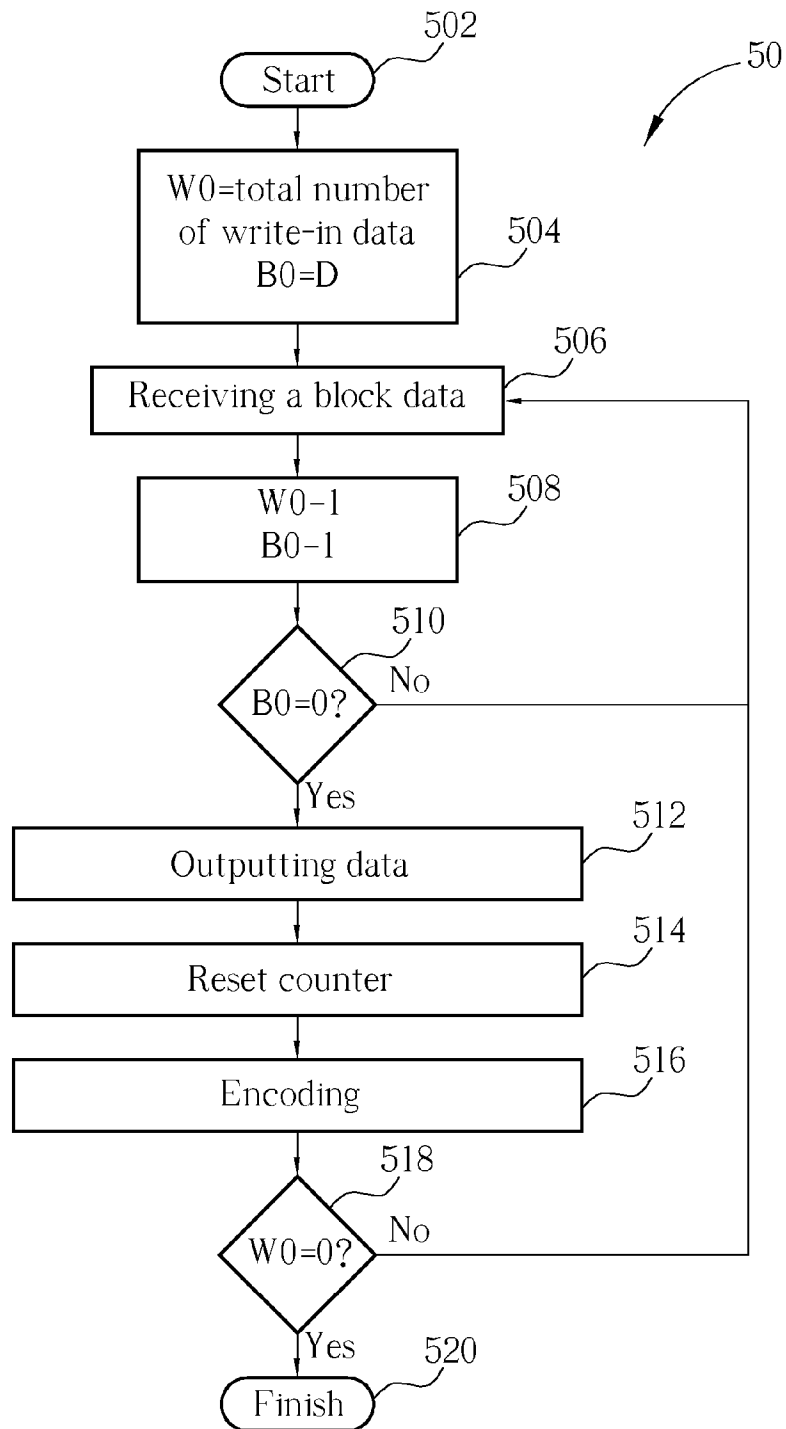 502
50
Start
W0=total number
of write-in data
B0=D
504
506
Receiving a block data
W0-1
B0-1
508
510
B0=0?
No
Yes
512
Outputting data
514
Reset counter
516
Encoding
518
W0=0?
No
Yes
520
Finish